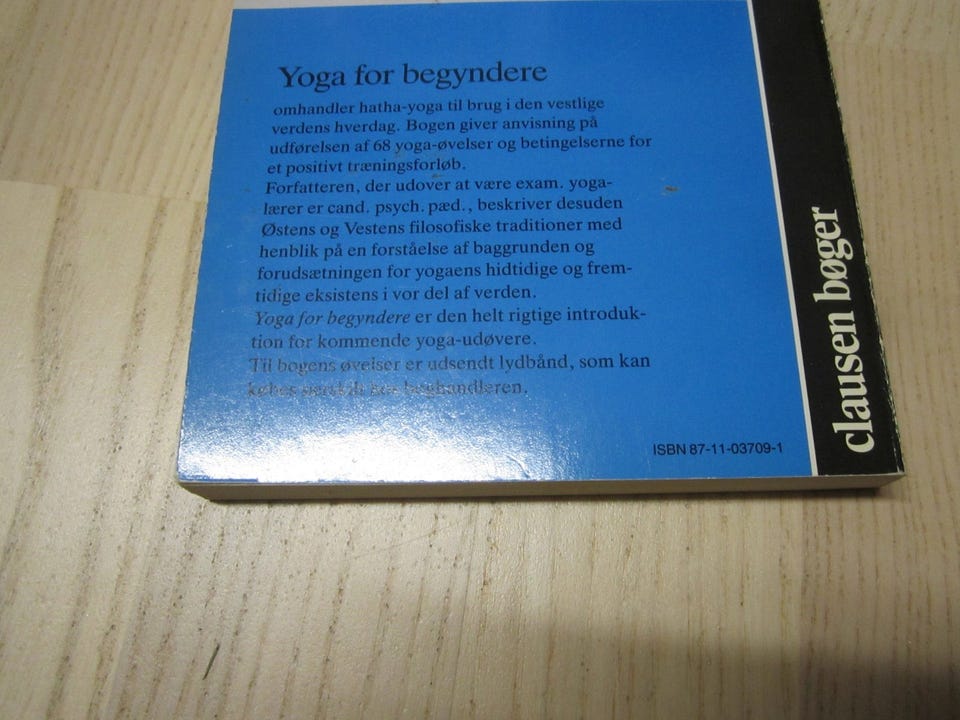 Yoga for begyndere
omhandler hatha-yoga til brug i den vestlige
verdens hverdag. Bogen giver anvisning på
udførelsen af 68 yoga-øvelser og betingelserne for
et positivt træningsforløb.
Forfatteren, der udover at være exam. yoga-
lærer er cand. psych. pæd., beskriver desuden
Østens og Vestens filosofiske traditioner med
henblik på en forståelse af baggrunden og
forudsætningen for yogaens hidtidige og frem-
tidige eksistens i vor del af verden.
Yoga for begyndere er den helt rigtige introduk-
tion for kommende yoga-udøvere.
Til bogens øvelser er udsendt lydbånd, som kan
købes særskilt hos boghandleren.
ISBN 87-11-03709-1
clausen bøger